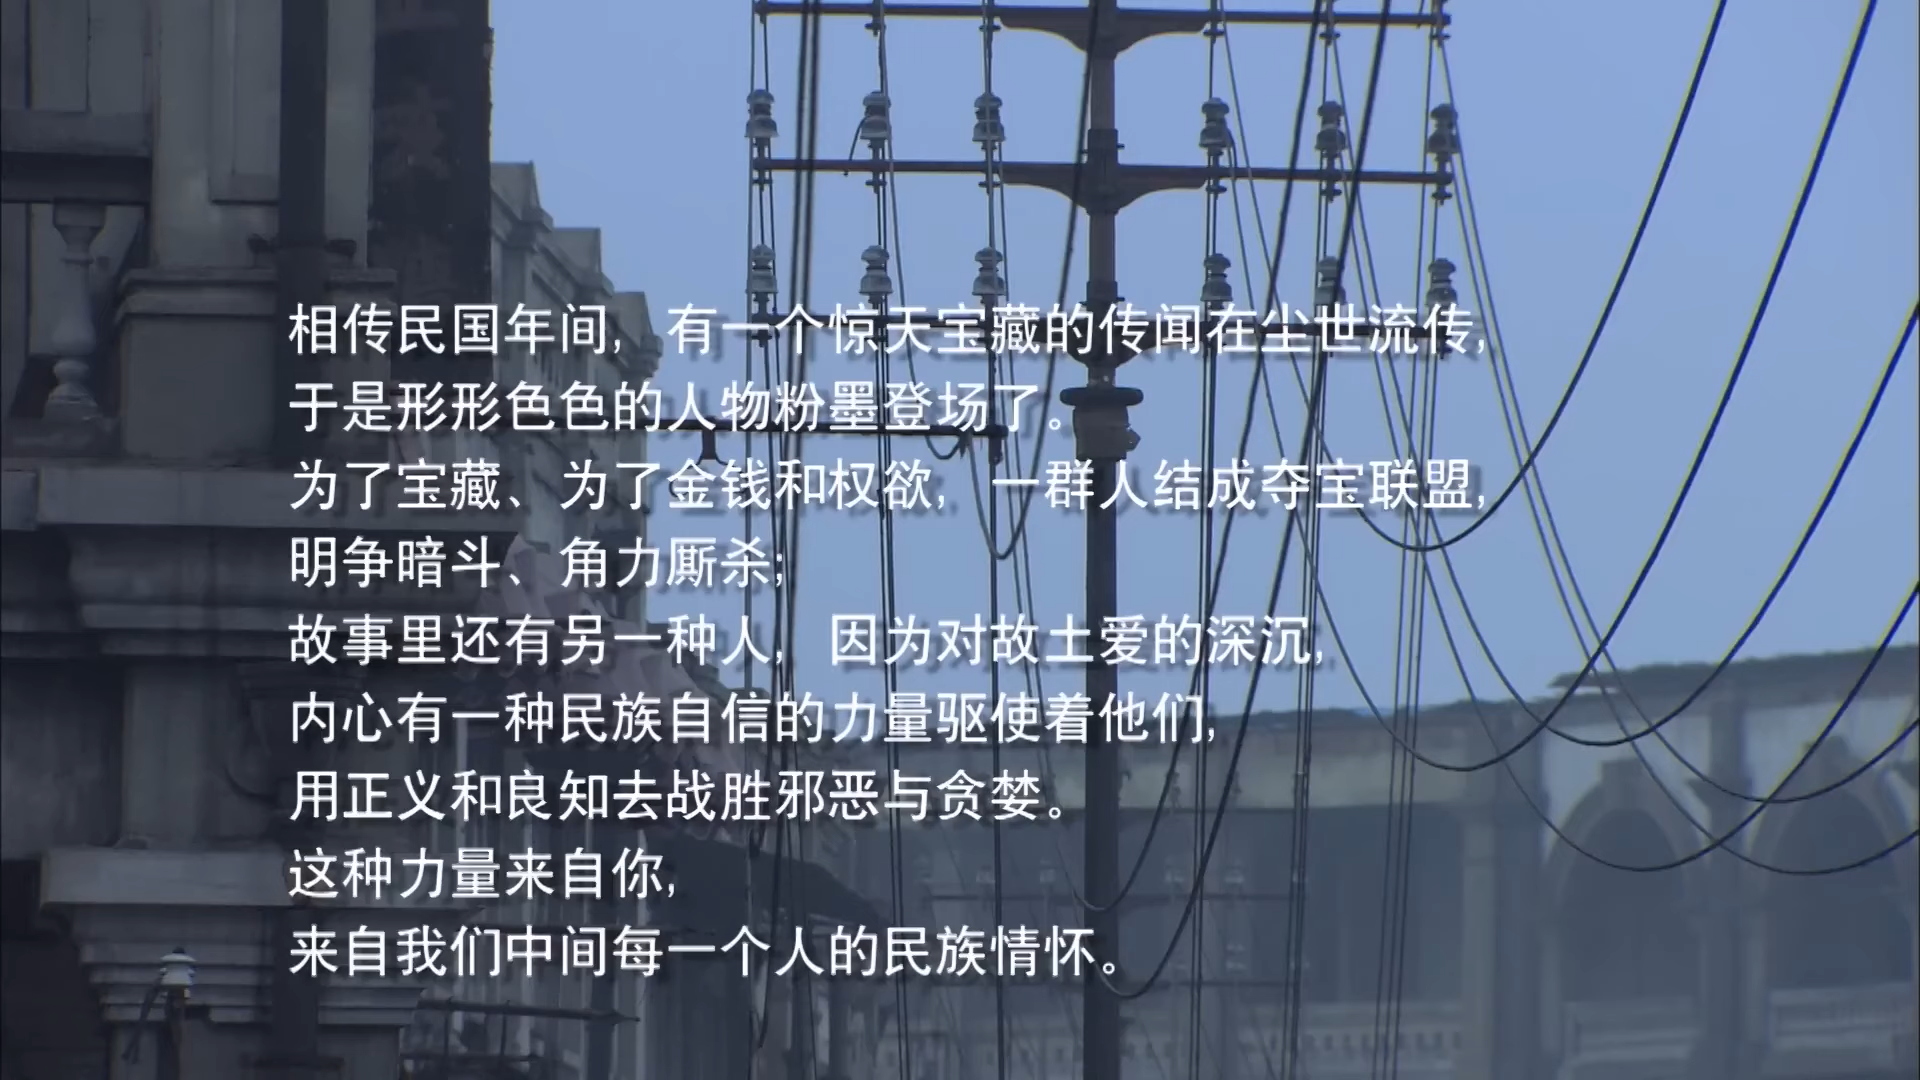 相传民国年间，有一个惊天宝藏的传闻在尘世流传，
于是形形色色的人物粉墨登场了。
为了宝藏、为了金钱和权欲，一群人结成夺宝联盟，
明争暗斗、角力厮杀；
故事里还有另一种人，因为对故土爱的深沉，
内心有一种民族自信的力量驱使着他们，
用正义和良知去战胜邪恶与贪婪。
这种力量来自你，
来自我们中间每一个人的民族情怀。